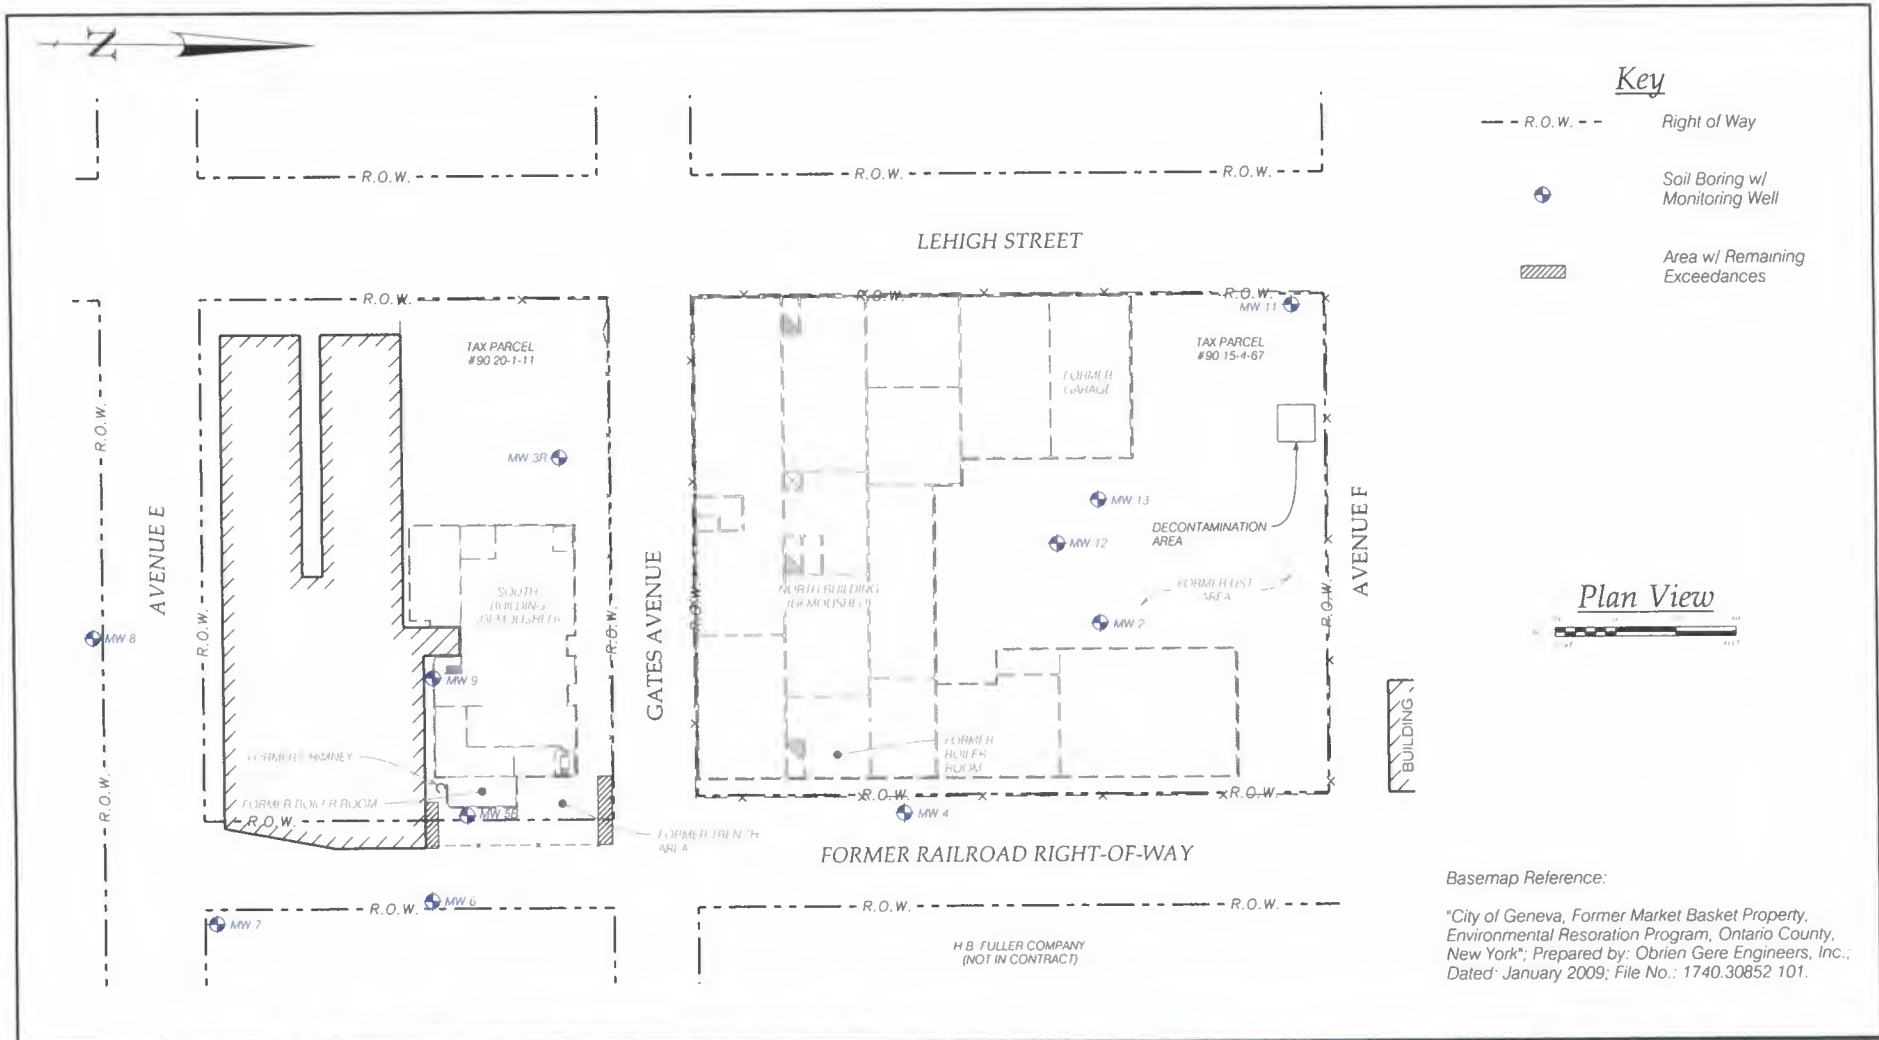 N
Key
R.O.W.
Right of Way
Soil Boring w/
Monitoring Well
Area w/ Remaining
Exceedances
R.O.W.
R.O.W.
R.O.W.
LEHIGH STREET
R.O.W.
R.O.W.
R.O.W.
MW 11
TAX PARCEL
#90 20-1-11
TAX PARCEL
#90 15-4-67
FORMER
GARAGE
R.O.W.
MW 3R
MW 13
DECONTAMINATION
AREA
MW 12
AVENUE E
AVENUE F
FORMER UST
AREA
SOUTH
BUILDING
(DEMOLISHED)
NORTH BUILDING
(DEMOLISHED)
R.O.W.
R.O.W.
R.O.W.
R.O.W.
MW 2
MW 8
GATES AVENUE
MW 9
Plan View
BUILDING
FORMER CHIMNEY
FORMER
BOILER
ROOM
FORMER BOILER ROOM
R.O.W.
R.O.W.
MW 5B
R.O.W.
R.O.W.
MW 4
FORMER TRENCH
AREA
FORMER RAILROAD RIGHT-OF-WAY
MW 6
R.O.W.
R.O.W.
R.O.W.
MW 7
H B FULLER COMPANY
(NOT IN CONTRACT)
Basemap Reference:
"City of Geneva, Former Market Basket Property,
Environmental Resoration Program, Ontario County,
New York"; Prepared by: Obrien Gere Engineers, Inc.;
Dated: January 2009; File No.: 1740.30852 101.